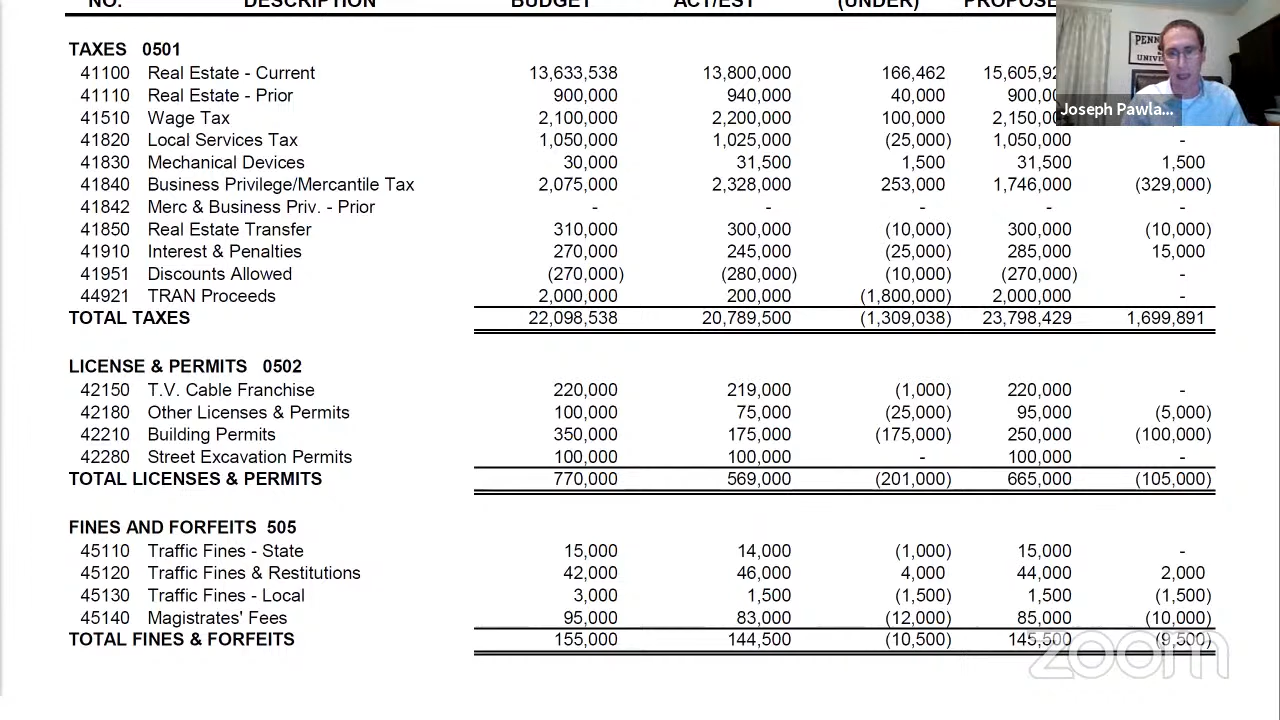 NO. DESCRIPTION BUDGET ACT/EST (UNDER) PROPOSE
TAXES 0501
41100 Real Estate - Current 13,633,538 13,800,000 166,462 15,605,92
41110 Real Estate - Prior 900,000 940,000 40,000 900,00
41510 Wage Tax 2,100,000 2,200,000 100,000 2,150,
41820 Local Services Tax 1,050,000 1,025,000 (25,000) 1,050,000 -
41830 Mechanical Devices 30,000 31,500 1,500 31,500 1,500
41840 Business Privilege/Mercantile Tax 2,075,000 2,328,000 253,000 1,746,000 (329,000)
41842 Merc & Business Priv. - Prior - - - - -
41850 Real Estate Transfer 310,000 300,000 (10,000) 300,000 (10,000)
41910 Interest & Penalties 270,000 245,000 (25,000) 285,000 15,000
41951 Discounts Allowed (270,000) (280,000) (10,000) (270,000) -
44921 TRAN Proceeds 2,000,000 200,000 (1,800,000) 2,000,000 -
TOTAL TAXES 22,098,538 20,789,500 (1,309,038) 23,798,429 1,699,891
LICENSE & PERMITS 0502
42150 T.V. Cable Franchise 220,000 219,000 (1,000) 220,000 -
42180 Other Licenses & Permits 100,000 75,000 (25,000) 95,000 (5,000)
42210 Building Permits 350,000 175,000 (175,000) 250,000 (100,000)
42280 Street Excavation Permits 100,000 100,000 - 100,000 -
TOTAL LICENSES & PERMITS 770,000 569,000 (201,000) 665,000 (105,000)
FINES AND FORFEITS 505
45110 Traffic Fines - State 15,000 14,000 (1,000) 15,000 -
45120 Traffic Fines & Restitutions 42,000 46,000 4,000 44,000 2,000
45130 Traffic Fines - Local 3,000 1,500 (1,500) 1,500 (1,500)
45140 Magistrates' Fees 95,000 83,000 (12,000) 85,000 (10,000)
TOTAL FINES & FORFEITS 155,000 144,500 (10,500) 145,500 (9,500)
Joseph Pawla...
zoom